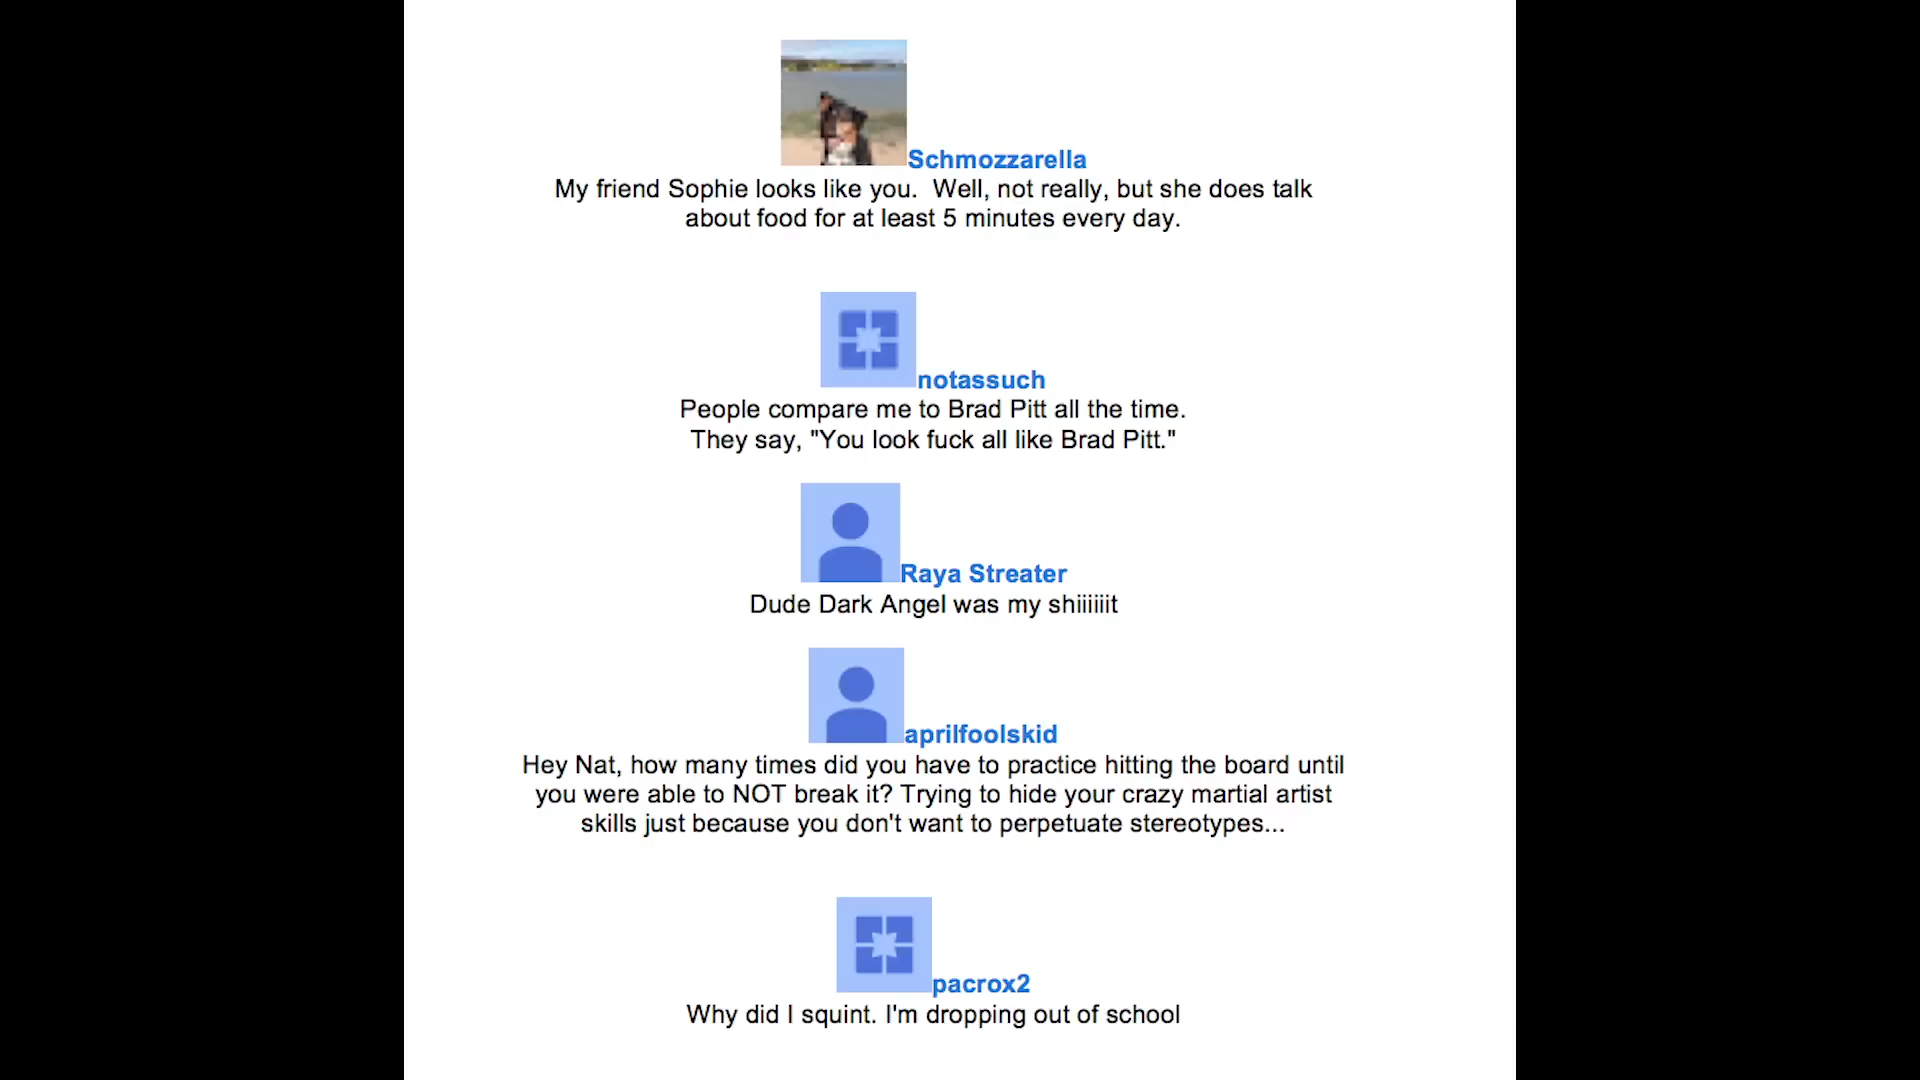 Schmozzarella
My friend Sophie looks like you.  Well, not really, but she does talk
about food for at least 5 minutes every day.
notassuch
People compare me to Brad Pitt all the time.
They say, "You look fuck all like Brad Pitt."
Raya Streater
Dude Dark Angel was my shiiiiiit
aprilfoolskid
Hey Nat, how many times did you have to practice hitting the board until
you were able to NOT break it? Trying to hide your crazy martial artist
skills just because you don't want to perpetuate stereotypes...
pacrox2
Why did I squint. I'm dropping out of school